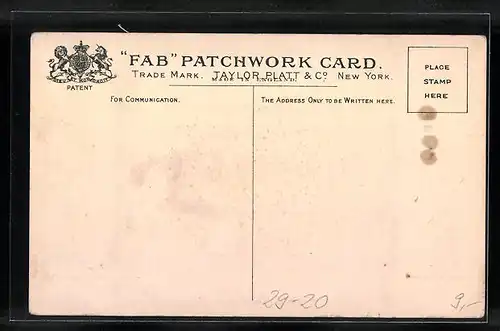 "FAB" PATCHWORK CARD.
TRADE MARK. TAYLOR PLATT & Co NEW YORK.
PATENT
PLACE
STAMP
HERE
FOR COMMUNICATION.
THE ADDRESS ONLY TO BE WRITTEN HERE.
29-20
9,-